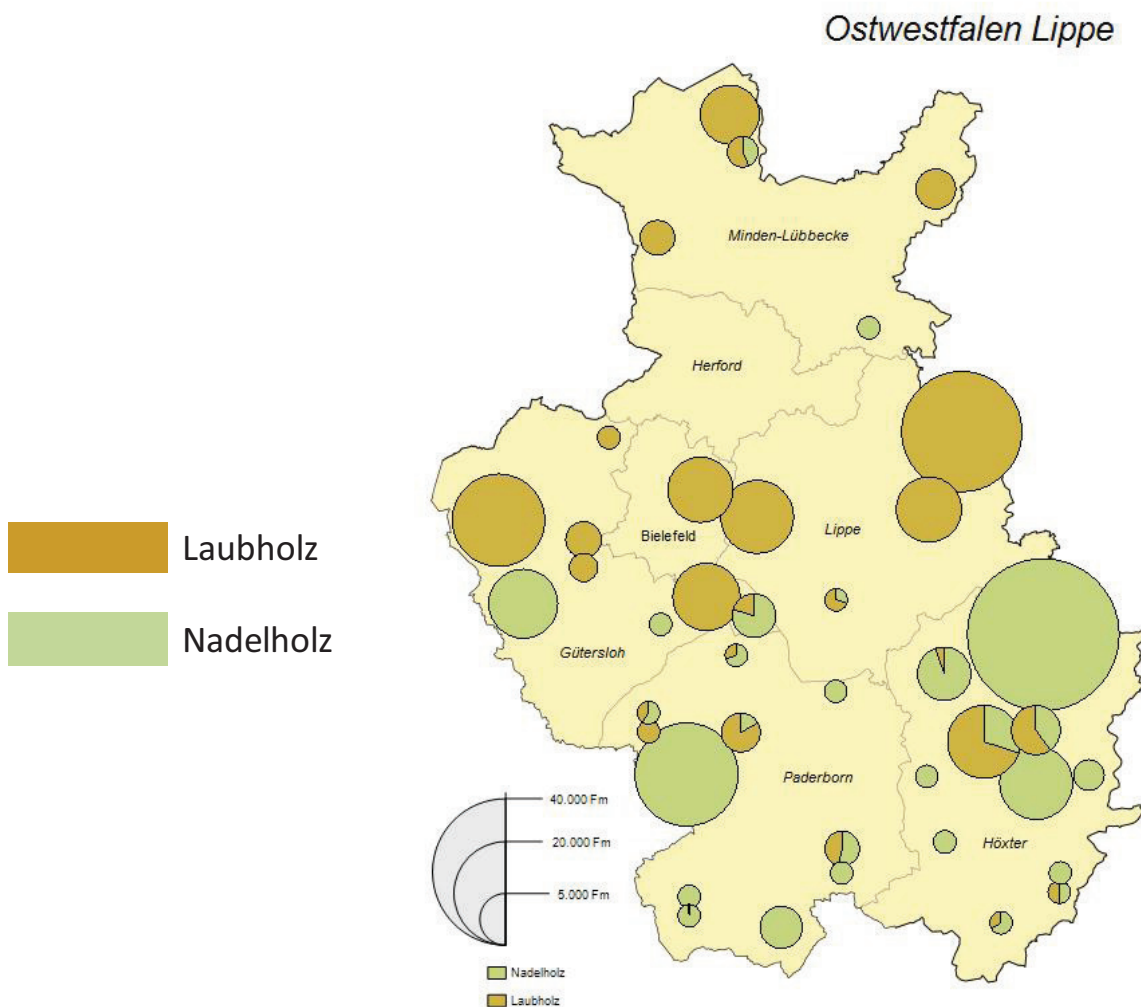 Ostwestfalen Lippe
Minden-Lübbecke
Herford
Bielefeld
Lippe
Gütersloh
Paderborn
Höxter
Laubholz
Nadelholz
40.000 Fm
20.000 Fm
5.000 Fm
Nadelholz
Laubholz